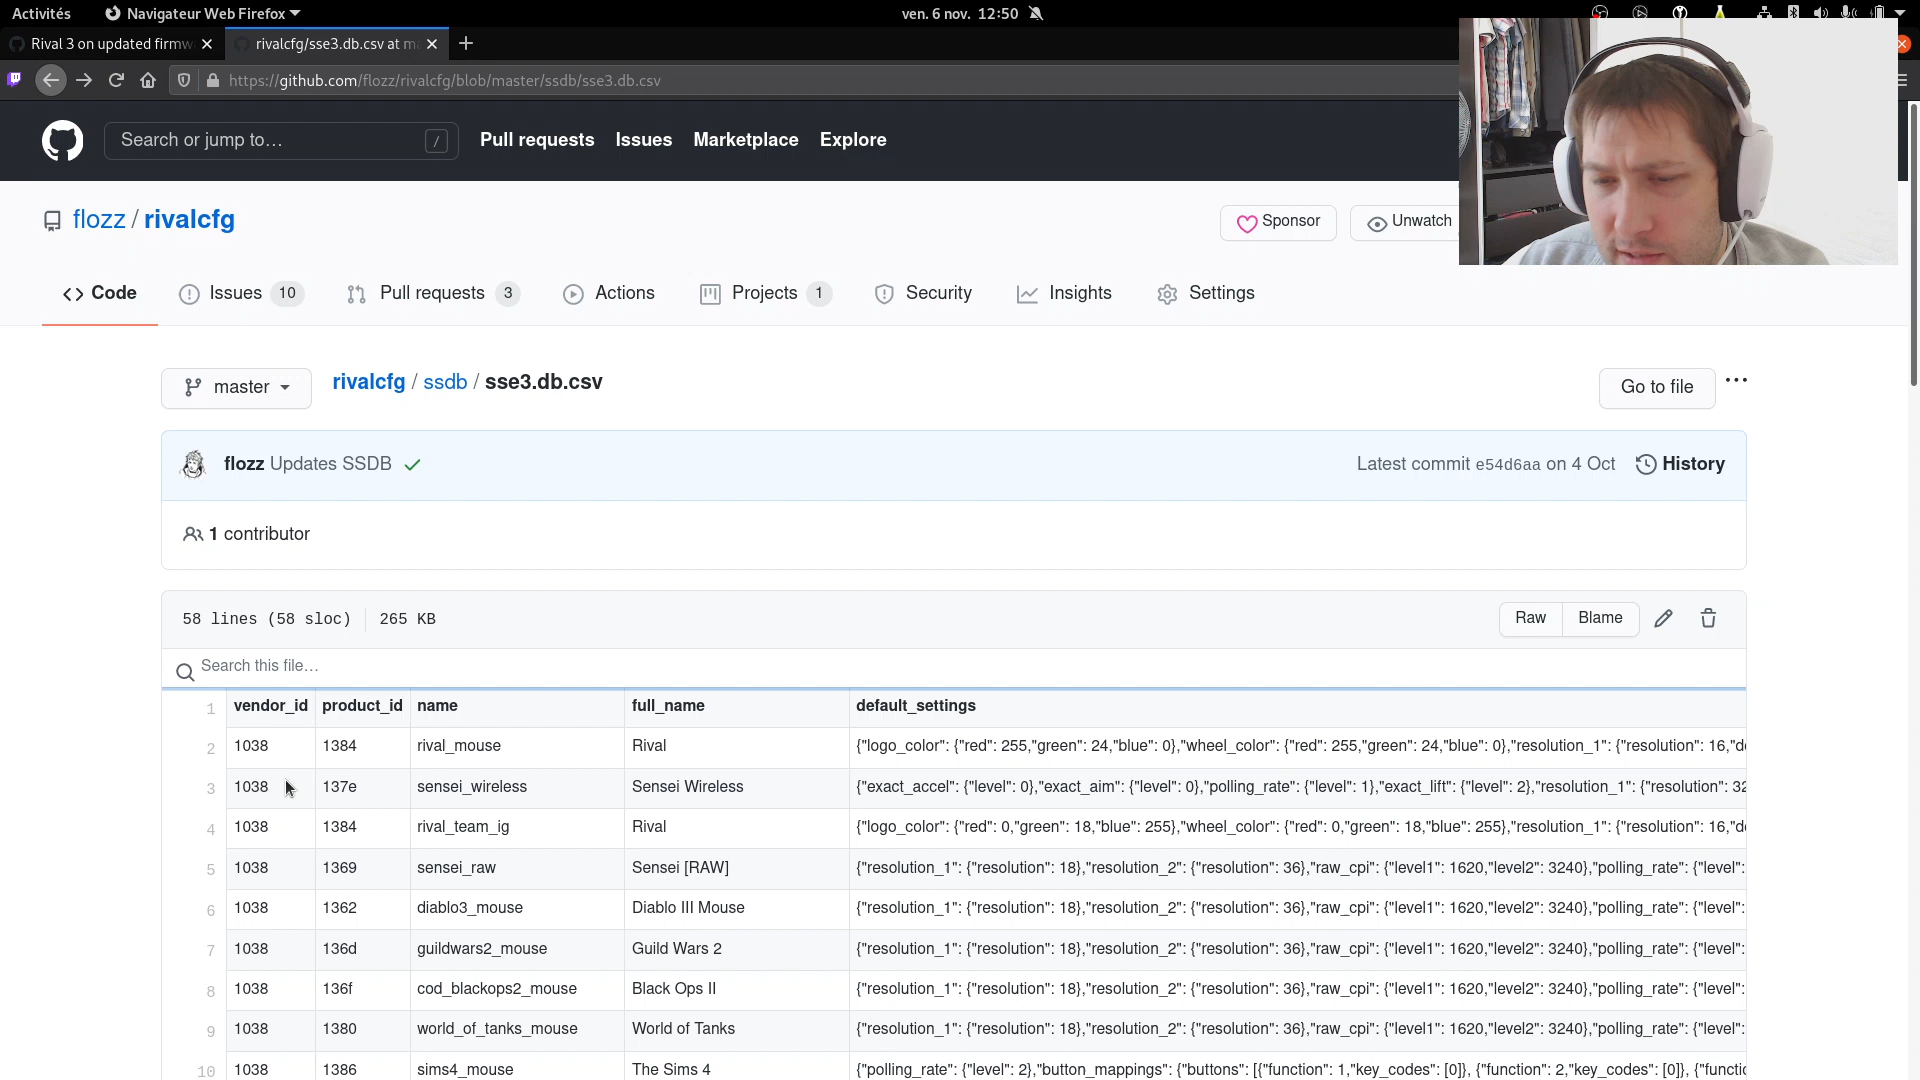 Activités
Navigateur Web Firefox
ven. 6 nov. 12:50
Rival 3 on updated firmw
rivalcfg/sse3.db.csv at m
https://github.com/flozz/rivalcfg/blob/master/ssdb/sse3.db.csv
Search or jump to… /
Pull requests Issues Marketplace Explore
flozz / rivalcfg
Sponsor
Unwatch
Code
Issues 10
Pull requests 3
Actions
Projects 1
Security
Insights
Settings
master
rivalcfg / ssdb / sse3.db.csv
Go to file
flozz Updates SSDB
Latest commit e54d6aa on 4 Oct
History
1 contributor
58 lines (58 sloc) 265 KB
Raw Blame
Search this file…
1 vendor_id product_id name full_name default_settings
2 1038 1384 rival_mouse Rival {"logo_color": {"red": 255,"green": 24,"blue": 0},"wheel_color": {"red": 255,"green": 24,"blue": 0},"resolution_1": {"resolution": 16,"d
3 1038 137e sensei_wireless Sensei Wireless {"exact_accel": {"level": 0},"exact_aim": {"level": 0},"polling_rate": {"level": 1},"exact_lift": {"level": 2},"resolution_1": {"resolution": 32
4 1038 1384 rival_team_ig Rival {"logo_color": {"red": 0,"green": 18,"blue": 255},"wheel_color": {"red": 0,"green": 18,"blue": 255},"resolution_1": {"resolution": 16,"d
5 1038 1369 sensei_raw Sensei [RAW] {"resolution_1": {"resolution": 18},"resolution_2": {"resolution": 36},"raw_cpi": {"level1": 1620,"level2": 3240},"polling_rate": {"level":
6 1038 1362 diablo3_mouse Diablo III Mouse {"resolution_1": {"resolution": 18},"resolution_2": {"resolution": 36},"raw_cpi": {"level1": 1620,"level2": 3240},"polling_rate": {"level":
7 1038 136d guildwars2_mouse Guild Wars 2 {"resolution_1": {"resolution": 18},"resolution_2": {"resolution": 36},"raw_cpi": {"level1": 1620,"level2": 3240},"polling_rate": {"level":
8 1038 136f cod_blackops2_mouse Black Ops II {"resolution_1": {"resolution": 18},"resolution_2": {"resolution": 36},"raw_cpi": {"level1": 1620,"level2": 3240},"polling_rate": {"level":
9 1038 1380 world_of_tanks_mouse World of Tanks {"resolution_1": {"resolution": 18},"resolution_2": {"resolution": 36},"raw_cpi": {"level1": 1620,"level2": 3240},"polling_rate": {"level":
10 1038 1386 sims4_mouse The Sims 4 {"polling_rate": {"level": 2},"button_mappings": {"buttons": [{"function": 1,"key_codes": [0]}, {"function": 2,"key_codes": [0]}, {"functio